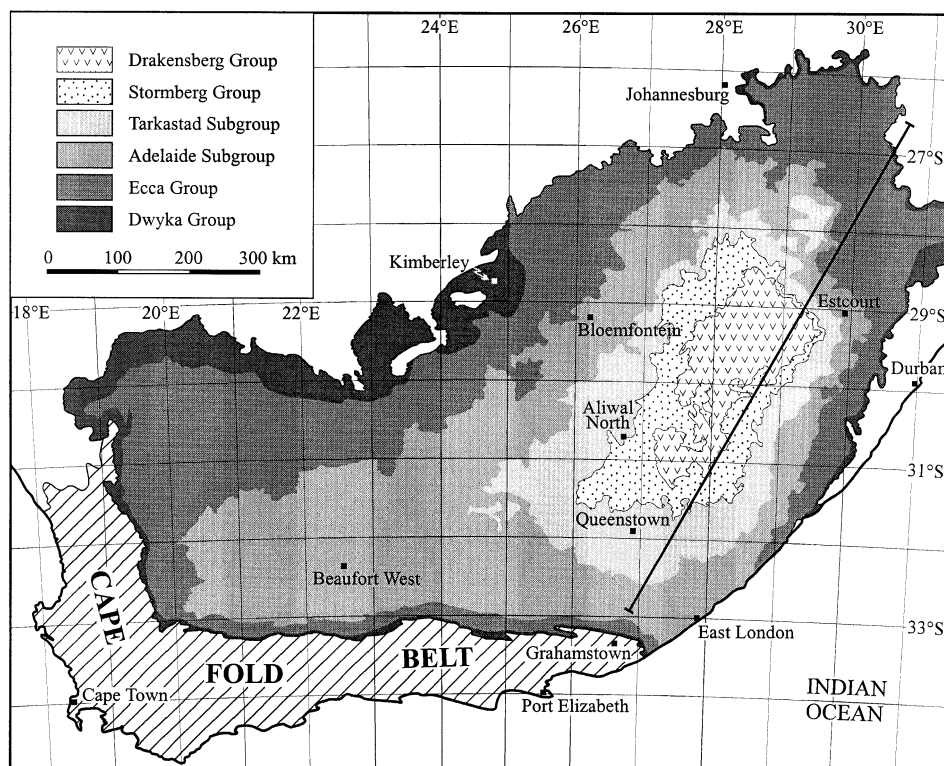 24°E
26°E
28°E
30°E
Drakensberg Group
Stormberg Group
Tarkastad Subgroup
Adelaide Subgroup
Ecca Group
Dwyka Group
0 100 200 300 km
Johannesburg
27°S
Kimberley
18°E
20°E
22°E
Estcourt
29°S
Bloemfontein
Durban
Aliwal
North
31°S
Queenstown
Beaufort West
CAPE
East London
33°S
Grahamstown
FOLD
BELT
Cape Town
Port Elizabeth
INDIAN
OCEAN